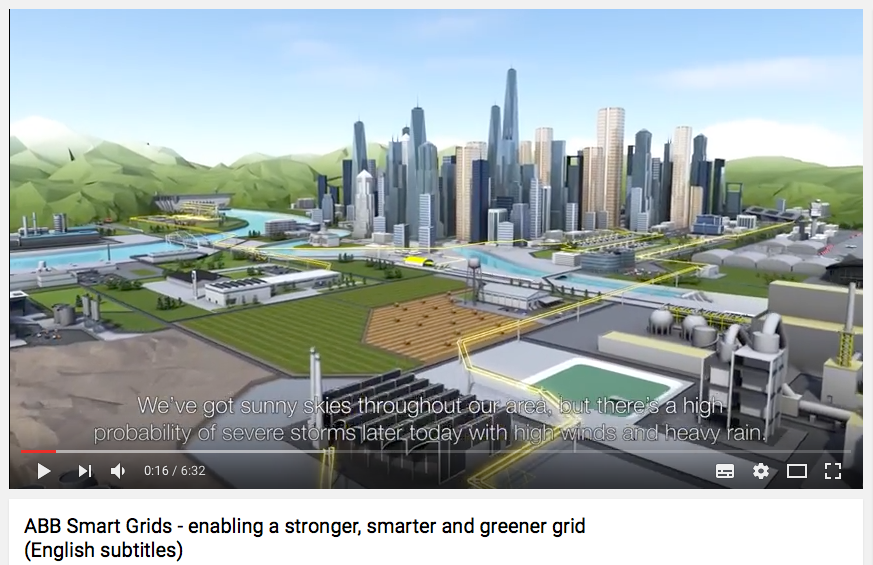 We've got sunny skies throughout our area, but there's a high
probability of severe storms later today with high winds and heavy rain.
0:16 / 6:32
ABB Smart Grids - enabling a stronger, smarter and greener grid
(English subtitles)